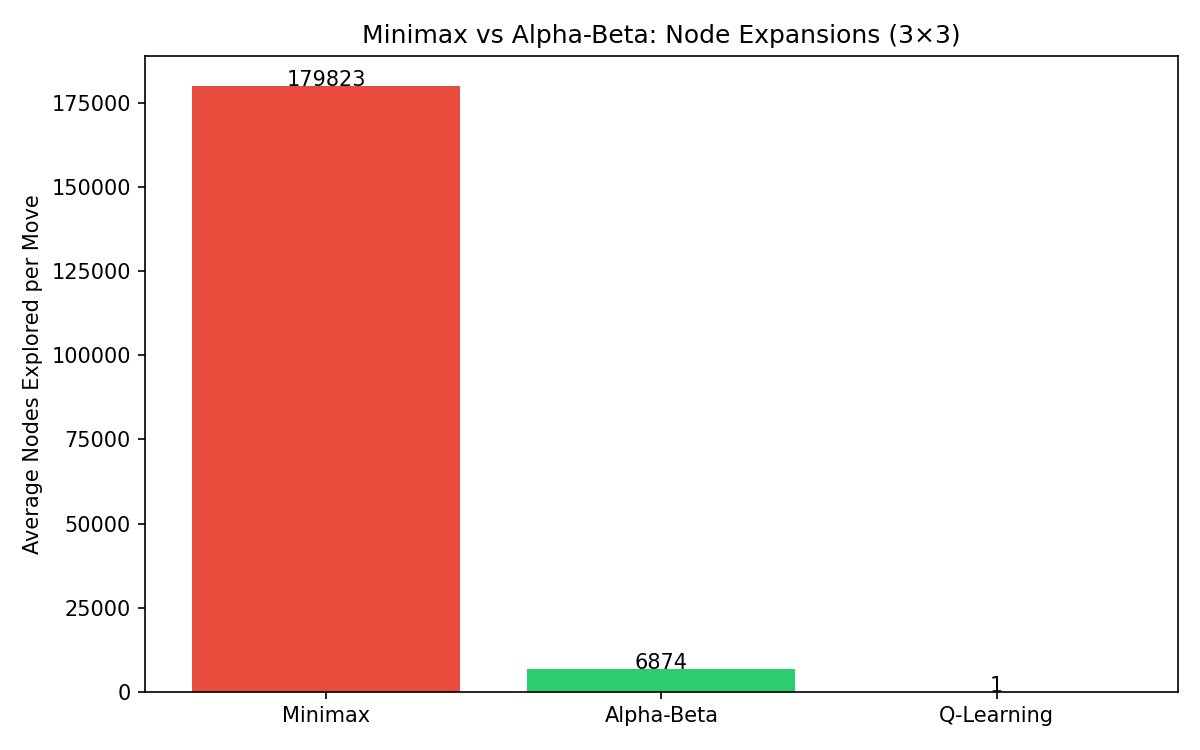 Minimax vs Alpha-Beta: Node Expansions (3×3)
Average Nodes Explored per Move
175000
150000
125000
100000
75000
50000
25000
0
179823
6874
1
Minimax
Alpha-Beta
Q-Learning